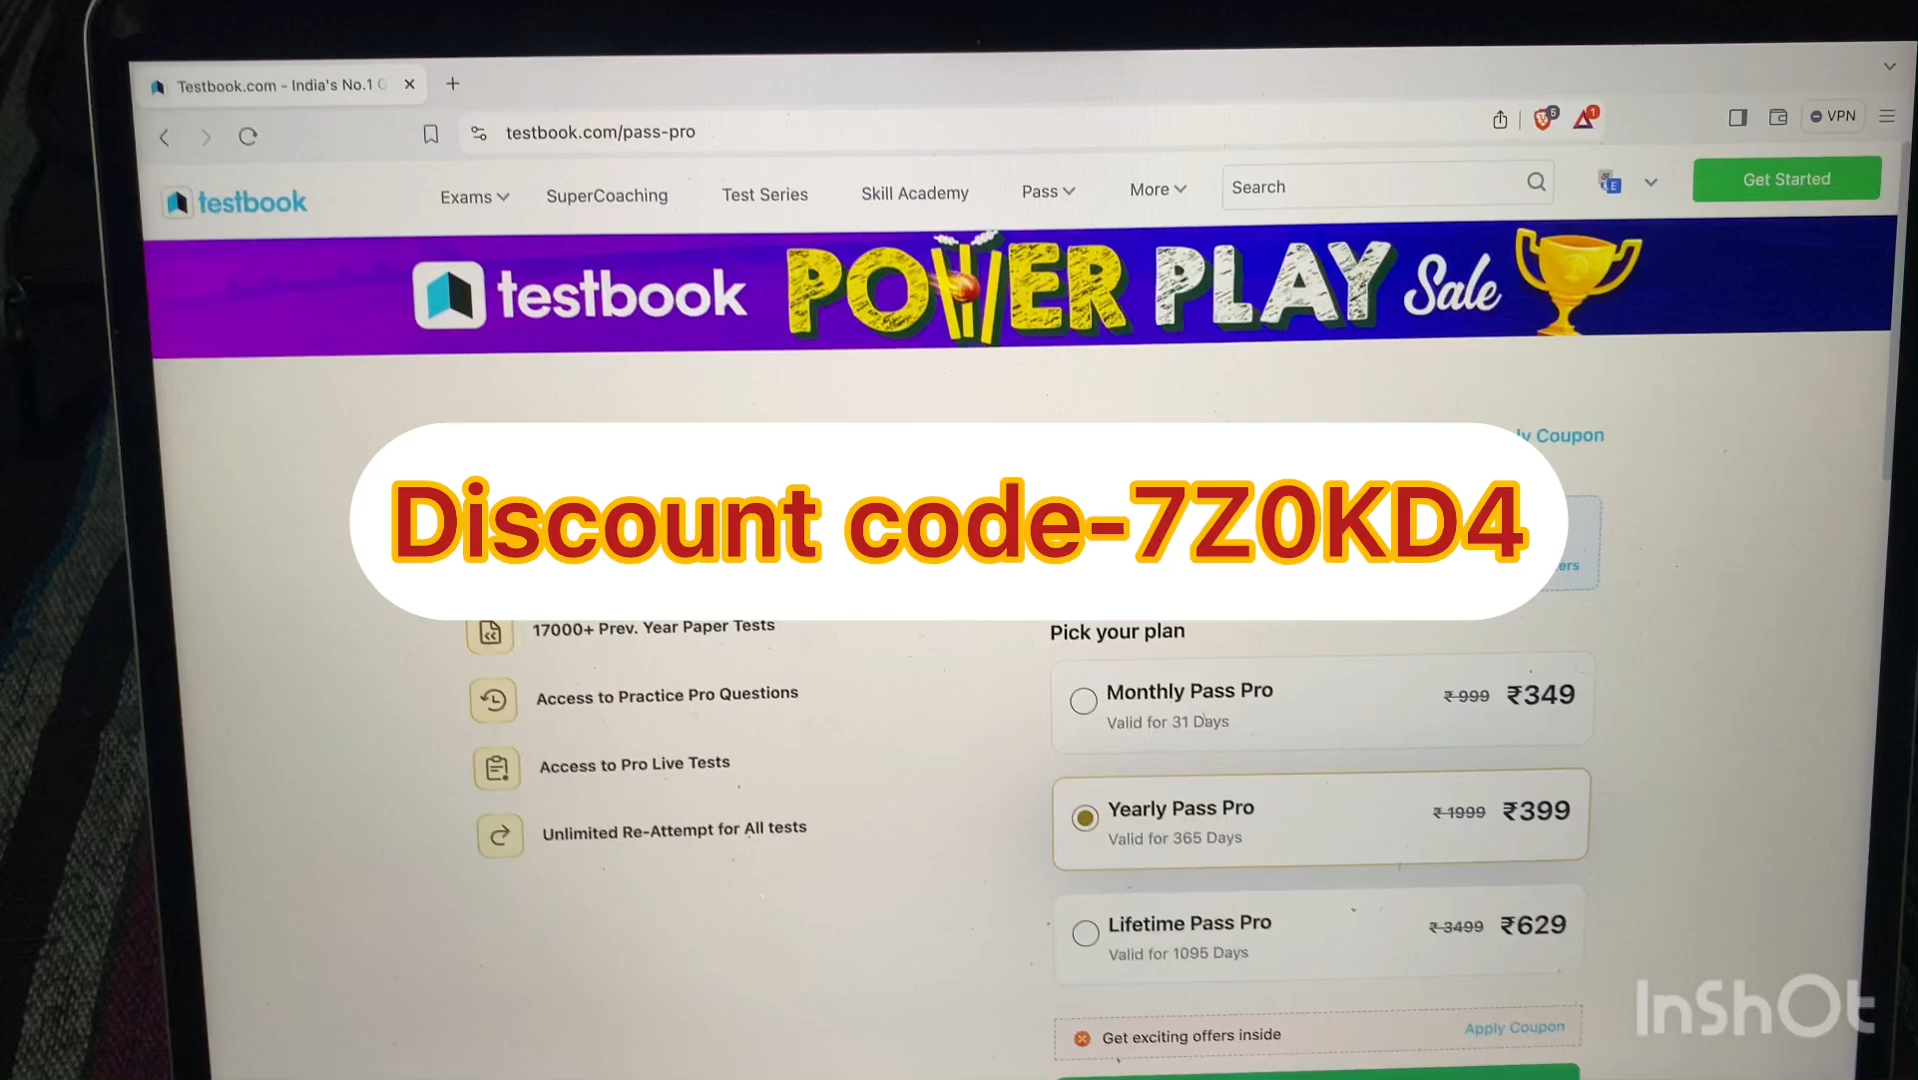 Testbook.com - India's No.1 G
testbook.com/pass-pro
5
1
VPN
testbook
Exams
SuperCoaching
Test Series
Skill Academy
Pass
More
Search
Get Started
testbook POWER PLAY Sale
Coupon
Discount code-7Z0KD4
17000+ Prev. Year Paper Tests
Access to Practice Pro Questions
Access to Pro Live Tests
Unlimited Re-Attempt for All tests
Pick your plan
Monthly Pass Pro
₹ 999 ₹349
Valid for 31 Days
Yearly Pass Pro
₹ 1999 ₹399
Valid for 365 Days
Lifetime Pass Pro
₹ 3499 ₹629
Valid for 1095 Days
Get exciting offers inside
Apply Coupon
InShOt